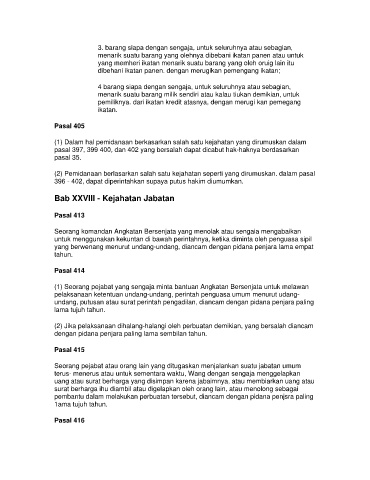 3. barang siapa dengan sengaja, untuk seluruhnya atau sebagian,
menarik suatu barang yang olehnya dibebani ikatan panen atau untuk
yang memheri ikatan menarik suatu barang yang oleh oruig lain itu
dibehani ikatan panen. dengan merugikan pemengang ikatan;
4 barang siapa dengan sengaja, untuk seluruhnya atau sebagian,
menarik suatu barang milik sendiri atau kalau tiukan demikian, untuk
pemiliknya. dari ikatan kredit atasnya, dengan merugi kan pemegang
ikatan.
Pasal 405
(1) Dalam hal pemidanaan berkasarkan salah satu kejahatan yang dirumuskan dalam
pasal 397, 399 400, dan 402 yang bersalah dapat dicabut hak-haknya berdasarkan
pasal 35.
(2) Pemidanaan berlasarkan salah satu kejahatan seperti yang dirumuskan. dalam pasal
396 - 402, dapat diperintahkan supaya putus hakim diumumkan.
Bab XXVIII - Kejahatan Jabatan
Pasal 413
Seorang komandan Angkatan Bersenjata yang menolak atau sengaia mengabaikan
untuk menggunakan kekuntan di bawah perintahnya, ketika diminta oleh penguasa sipil
yang berwenang menurut undang-undang, diancam dengan pidana penjara lama empat
tahun.
Pasal 414
(1) Seorang pejabat yang sengaja minta bantuan Angkatan Bersenjata untuk melawan
pelaksanaan ketentuan undang-undang, perintah penguasa umum menurut udang-
undang, putusan atau surat perintah pengadilan, diancam dengan pidana penjara paling
lama tujuh tahun.
(2) Jika pelaksanaan dihalang-halangi oleh perbuatan demikian, yang bersalah diancam
dengan pidana penjara paling lama sembilan tahun.
Pasal 415
Seorang pejabat atau orang lain yang ditugaskan menjalankan suatu jabatan umum
terus- menerus atau untuk sementara waktu, Wang dengan sengaja menggelapkan
uang atau surat berharga yang disimpan karena jabaimnya, atau membiarkan uang atau
surat berharga ihu diambil atau digelapkan oleh orang lain, atau menolong sebagai
pembantu dalam melakukan perbuatan tersebut, diancam dengan pidana penjsra paling
1ama tujuh tahun.
Pasal 416